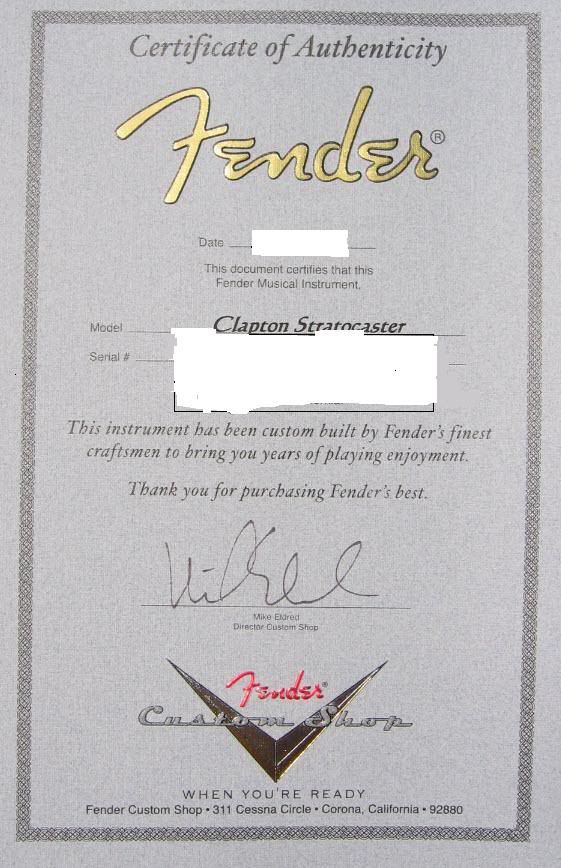 Certificate of Authenticity
Fender®
Date
This document certifies that this
Fender Musical Instrument,
Model Clapton Stratocaster
Serial #
This instrument has been custom built by Fender's finest
craftsmen to bring you years of playing enjoyment.
Thank you for purchasing Fender's best.
Mike Eldred
Director Custom Shop
Fender®
Custom Shop
WHEN YOU'RE READY
Fender Custom Shop • 311 Cessna Circle • Corona, California • 92880